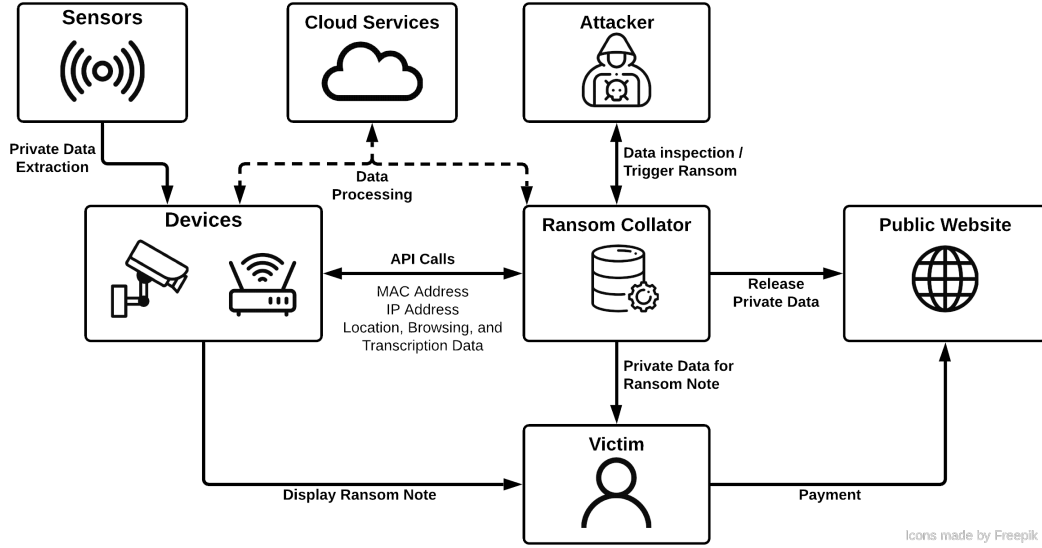 Sensors
Cloud Services
Attacker
Private Data
Extraction
Data
Processing
Data inspection /
Trigger Ransom
Devices
Ransom Collator
Public Website
API Calls
MAC Address
IP Address
Location, Browsing, and
Transcription Data
Release
Private Data
Private Data for
Ransom Note
Victim
Display Ransom Note
Payment
Icons made by Freepik